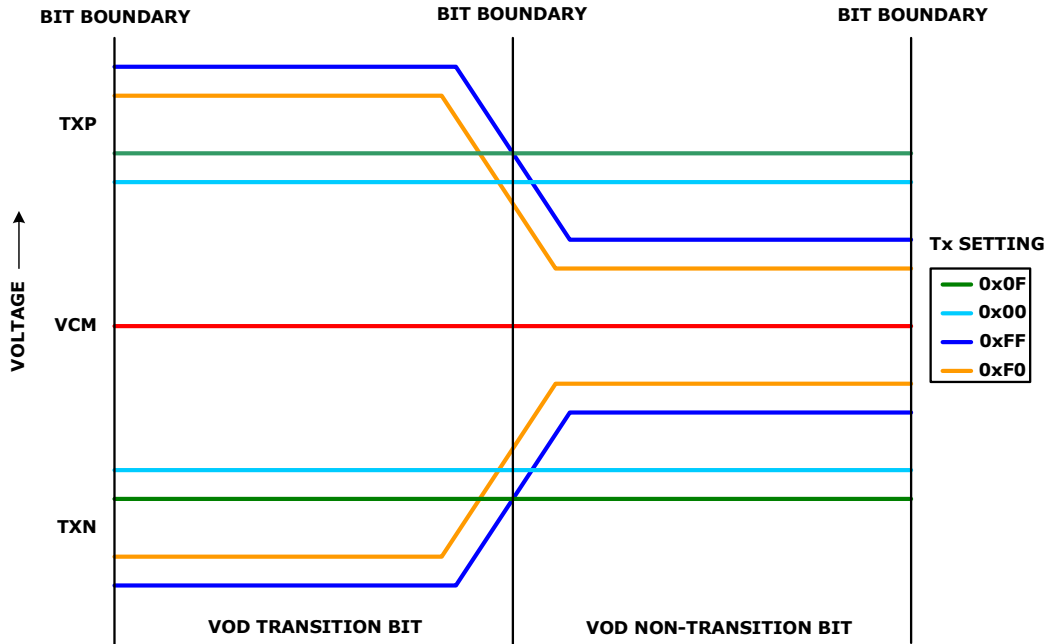 BIT BOUNDARY
BIT BOUNDARY
BIT BOUNDARY
TXP
VOLTAGE
VCM
TXN
Tx SETTING
0x0F
0x00
0xFF
0xF0
VOD TRANSITION BIT
VOD NON-TRANSITION BIT